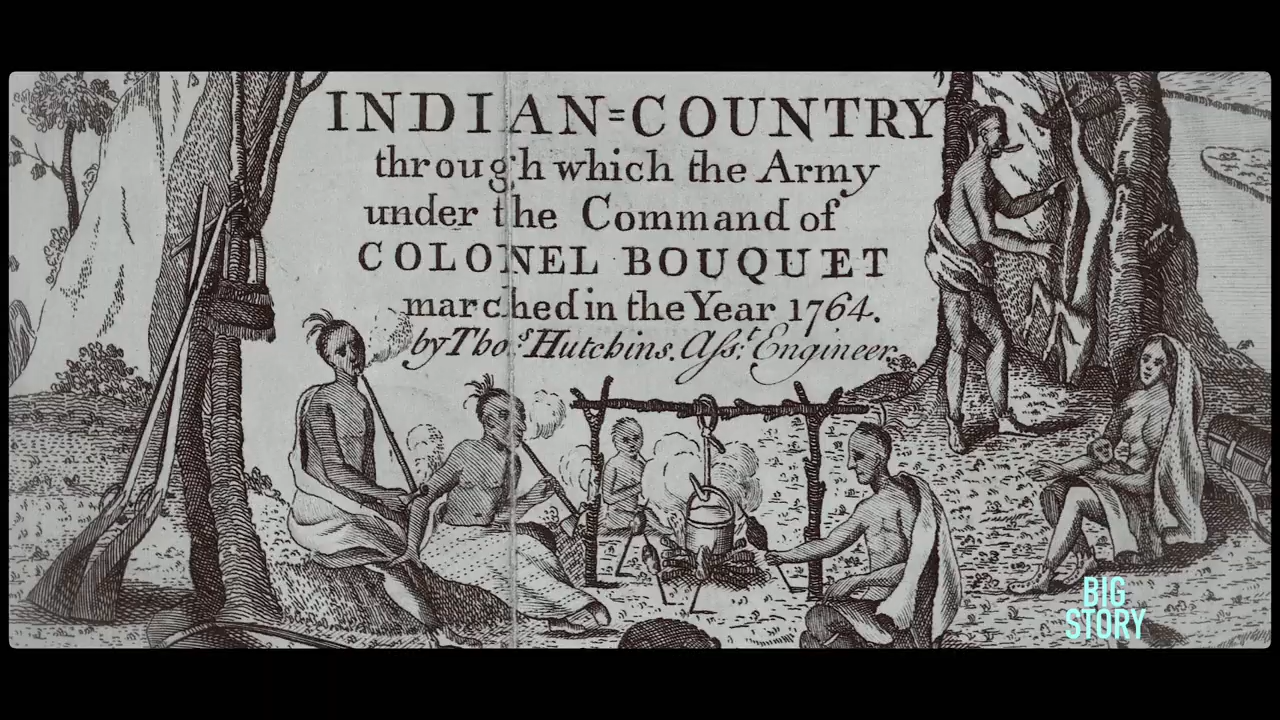 INDIAN=COUNTRY
through which the Army
under the Command of
COLONEL BOUQUET
marched in the Year 1764.
by Thoˢ Hutchins. Aſsᵗ Engineer.
BIG
STORY